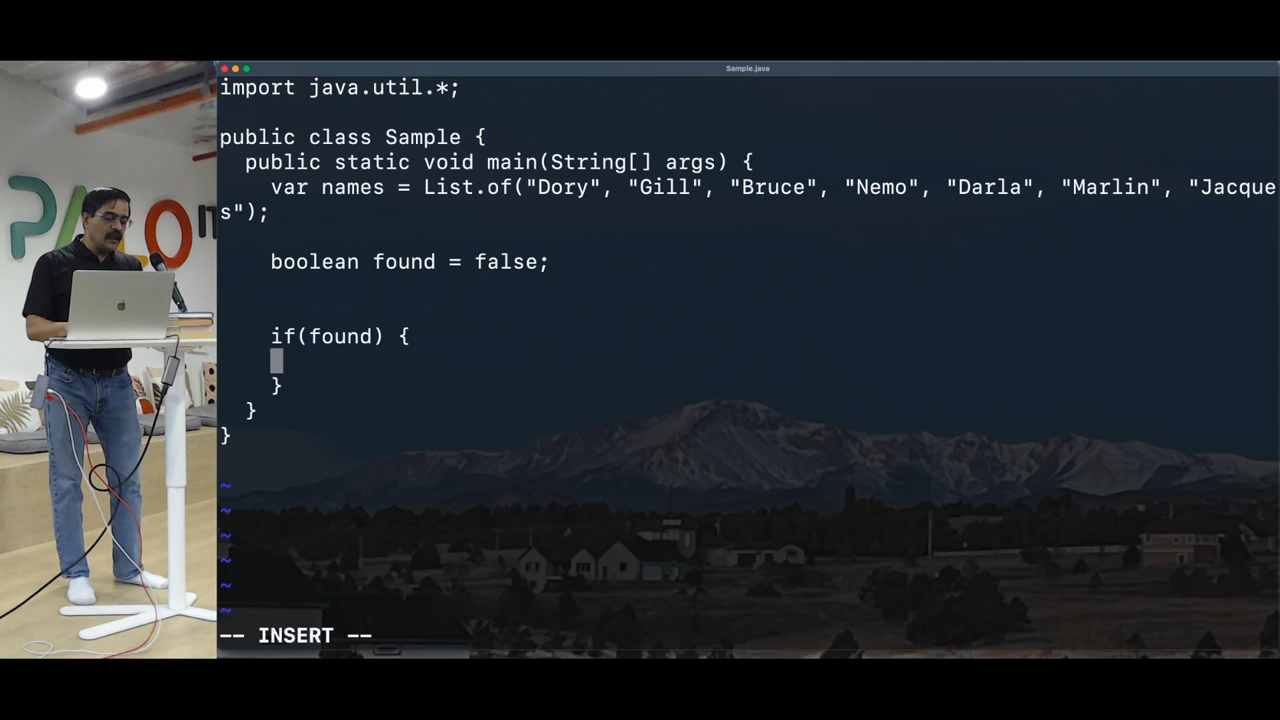 PALO
Sample.java
import java.util.*;
public class Sample {
public static void main(String[] args) {
var names = List.of("Dory", "Gill", "Bruce", "Nemo", "Darla", "Marlin", "Jacque
s");
boolean found = false;
if(found) {
}
}
}
~
~
~
~
~
~
-- INSERT --